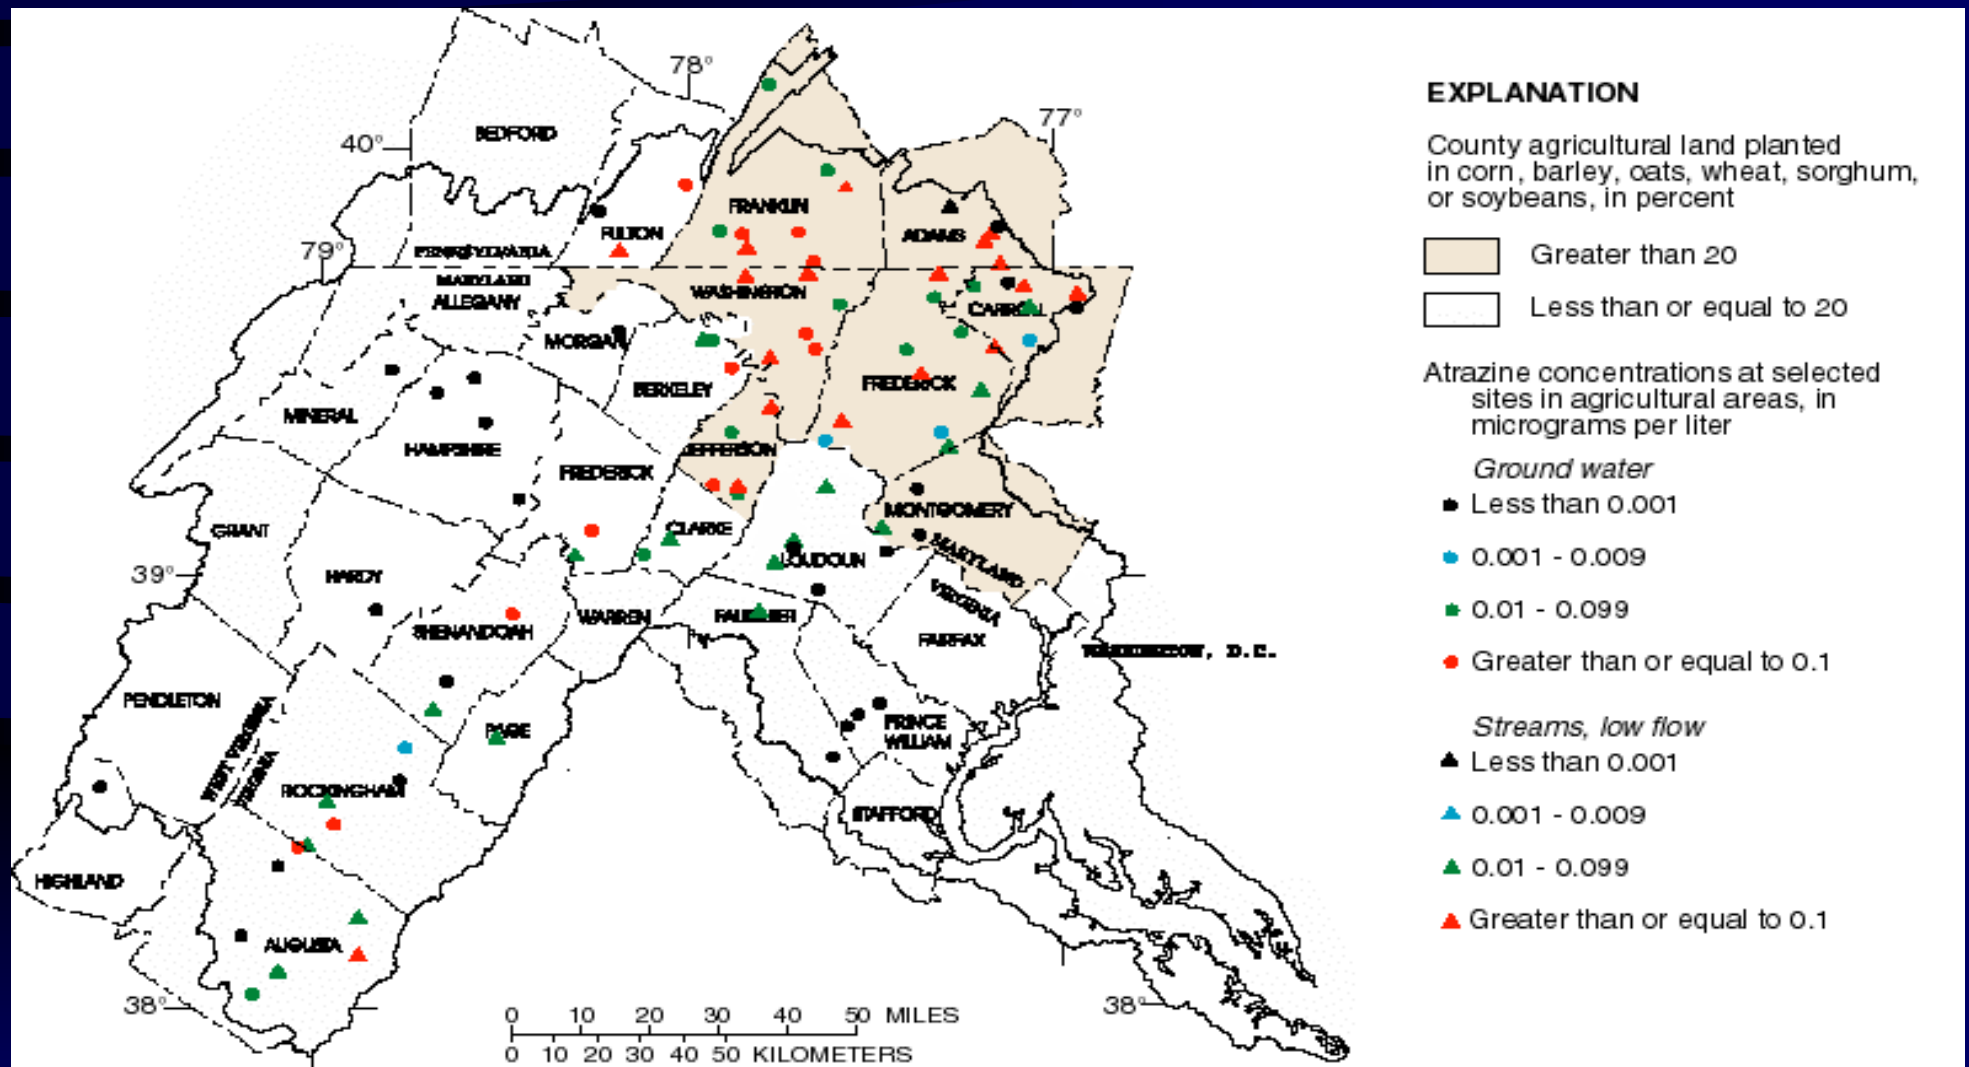 78°
77°
40°
BEDFORD
FRANKLIN
FULTON
ADAMS
79°
PENNSYLVANIA
MARYLAND
ALLEGANY
WASHINGTON
CARROLL
MORGAN
BERKELEY
FREDERICK
MINERAL
HAMPSHIRE
JEFFERSON
FREDERICK
GRANT
CLARKE
MONTGOMERY
LOUDOUN
MARYLAND
39°
HARDY
VIRGINIA
SHENANDOAH
WARREN
FAUQUIER
FAIRFAX
WASHINGTON, D.C.
PENDLETON
WEST VIRGINIA
VIRGINIA
PAGE
PRINCE
WILLIAM
ROCKINGHAM
STAFFORD
HIGHLAND
AUGUSTA
38°
38°
0 10 20 30 40 50 MILES
0 10 20 30 40 50 KILOMETERS
EXPLANATION
County agricultural land planted
in corn, barley, oats, wheat, sorghum,
or soybeans, in percent
Greater than 20
Less than or equal to 20
Atrazine concentrations at selected
sites in agricultural areas, in
micrograms per liter
Ground water
Less than 0.001
0.001 - 0.009
0.01 - 0.099
Greater than or equal to 0.1
Streams, low flow
Less than 0.001
0.001 - 0.009
0.01 - 0.099
Greater than or equal to 0.1